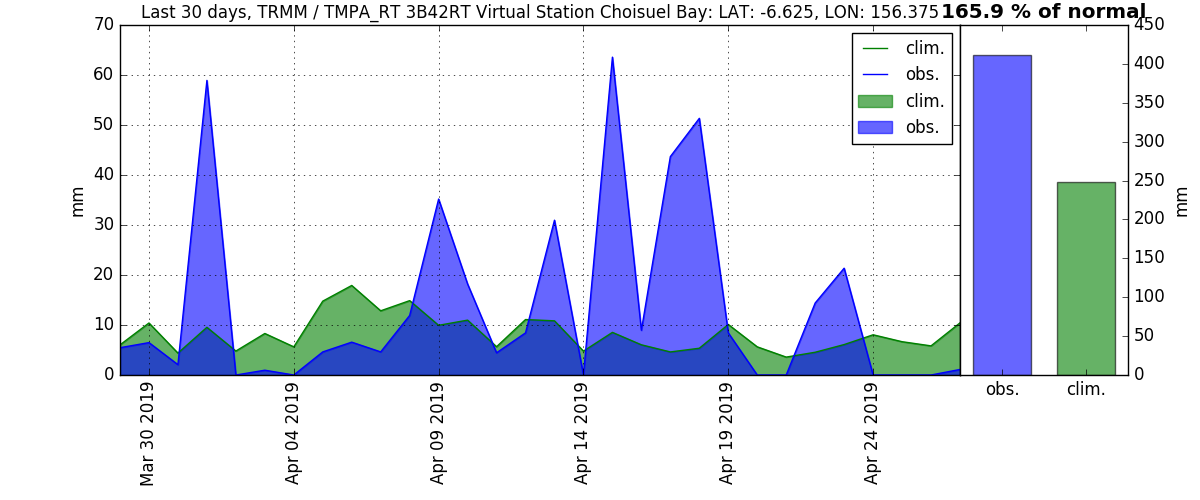 Last 30 days, TRMM / TMPA_RT 3B42RT Virtual Station Choisuel Bay: LAT: -6.625, LON: 156.375 165.9 % of normal
70
60
50
40
30
20
10
0
mm
clim.
obs.
clim.
obs.
Mar 30 2019
Apr 04 2019
Apr 09 2019
Apr 14 2019
Apr 19 2019
Apr 24 2019
450
400
350
300
250
200
150
100
50
0
mm
obs. clim.